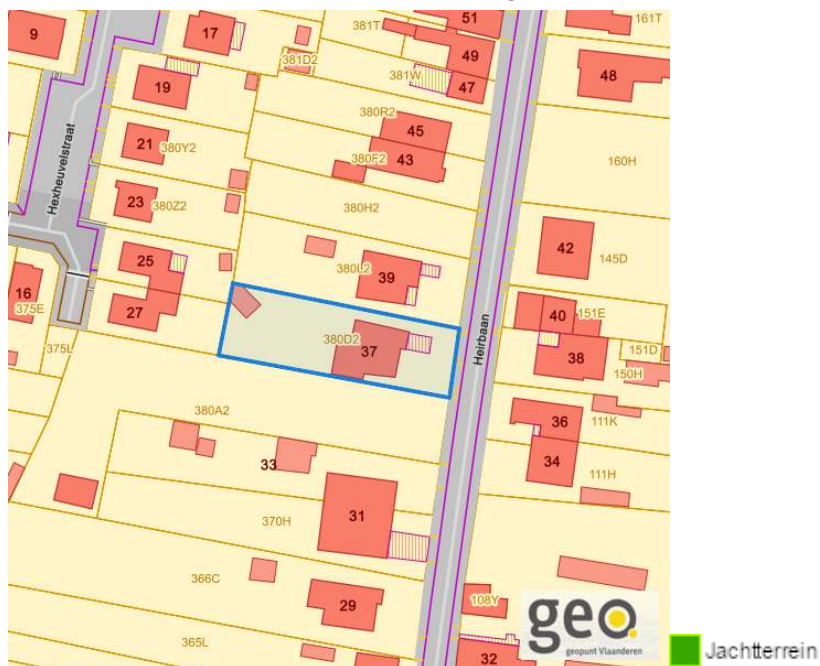 51
161T
9
17
381T
49
381D2
48
381W
47
19
380R2
45
21
380Y2
43
380F2
160H
Hexheuvelstraat
23
380Z2
380H2
42
145D
25
380L2
39
16
375E
27
40
151E
Heirbaan
380D2
37
38
151D
150H
375L
36
111K
380A2
34
33
111H
31
370H
366C
29
108Y
geo
geopunt Vlaanderen
365L
32
Jachtterrein